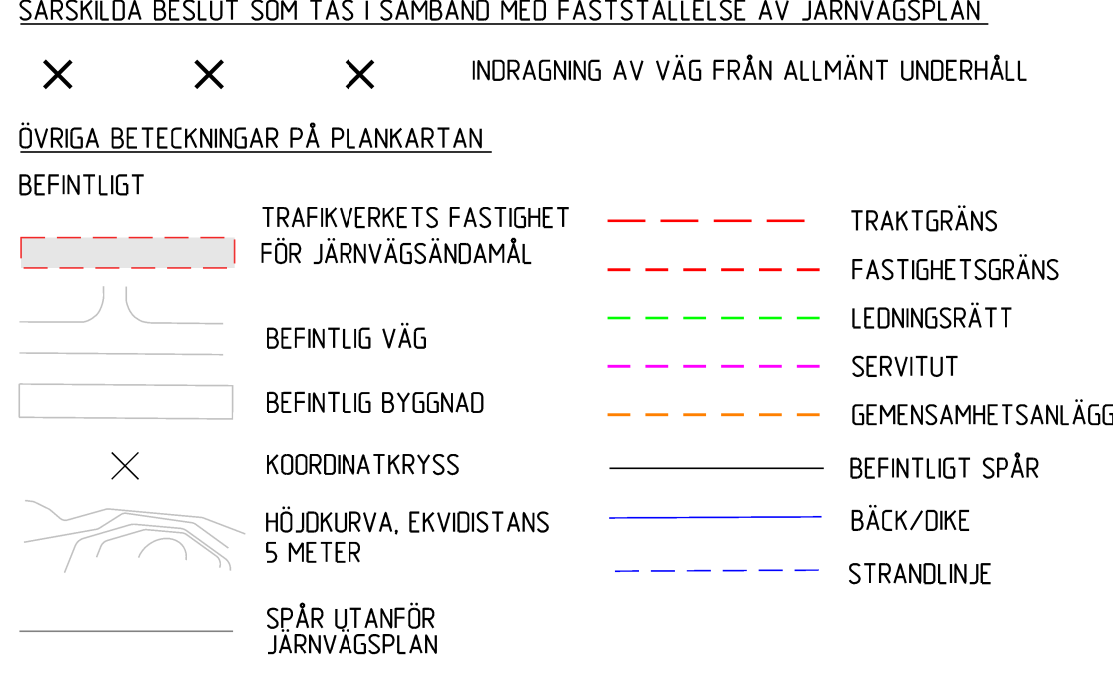 SÄRSKILDA BESLUT SOM TAS I SAMBAND MED FASTSTÄLLELSE AV JÄRNVÄGSPLAN
INDRAGNING AV VÄG FRÅN ALLMÄNT UNDERHÅLL
ÖVRIGA BETECKNINGAR PÅ PLANKARTAN
BEFINTLIGT
TRAFIKVERKETS FASTIGHET
FÖR JÄRNVÄGSÄNDAMÅL
BEFINTLIG VÄG
BEFINTLIG BYGGNAD
KOORDINATKRYSS
HÖJDKURVA, EKVIDISTANS
5 METER
SPÅR UTANFÖR
JÄRNVÄGSPLAN
TRAKTGRÄNS
FASTIGHETSGRÄNS
LEDNINGSRÄTT
SERVITUT
GEMENSAMHETSANLÄGG
BEFINTLIGT SPÅR
BÄCK/DIKE
STRANDLINJE